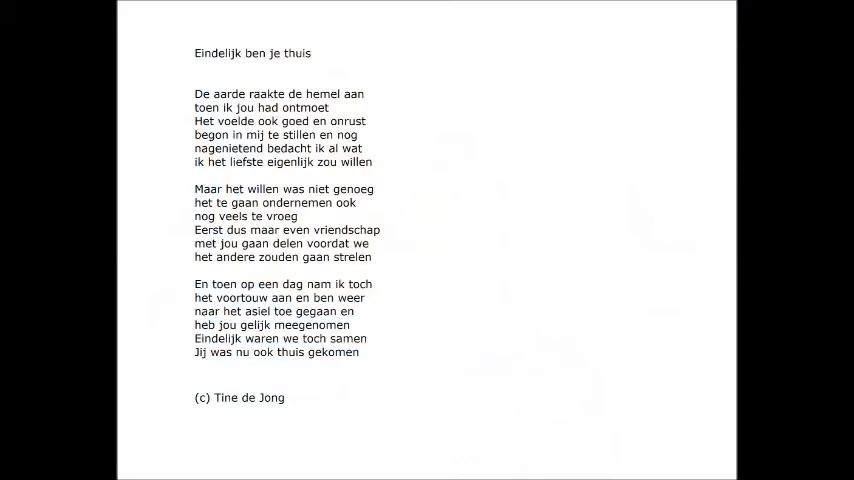 Eindelijk ben je thuis
De aarde raakte de hemel aan
toen ik jou had ontmoet
Het voelde ook goed en onrust
begon in mij te stillen en nog
nagenietend bedacht ik al wat
ik het liefste eigenlijk zou willen
Maar het willen was niet genoeg
het te gaan ondernemen ook
nog veels te vroeg
Eerst dus maar even vriendschap
met jou gaan delen voordat we
het andere zouden gaan strelen
En toen op een dag nam ik toch
het voortouw aan en ben weer
naar het asiel toe gegaan en
heb jou gelijk meegenomen
Eindelijk waren we toch samen
Jij was nu ook thuis gekomen
(c) Tine de Jong